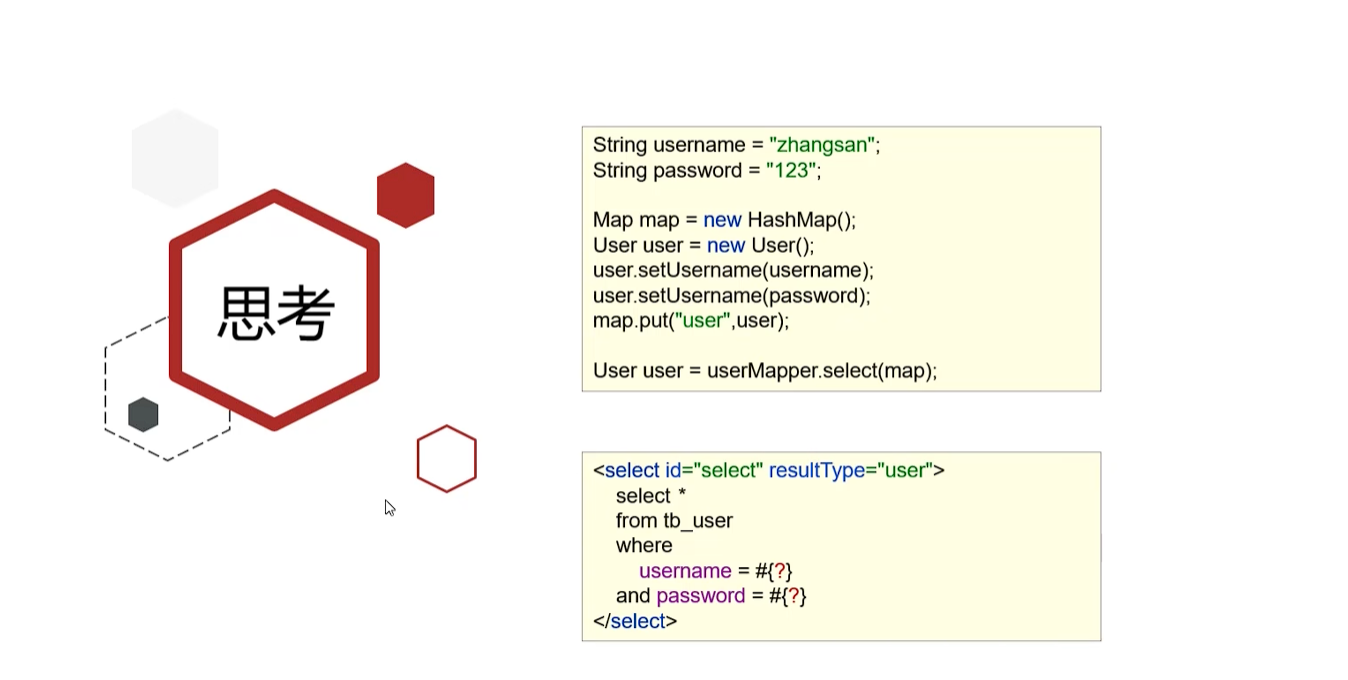 思考
String username = "zhangsan";
String password = "123";
Map map = new HashMap();
User user = new User();
user.setUsername(username);
user.setUsername(password);
map.put("user",user);
User user = userMapper.select(map);
<select id="select" resultType="user">
select *
from tb_user
where
username = #{?}
and password = #{?}
</select>